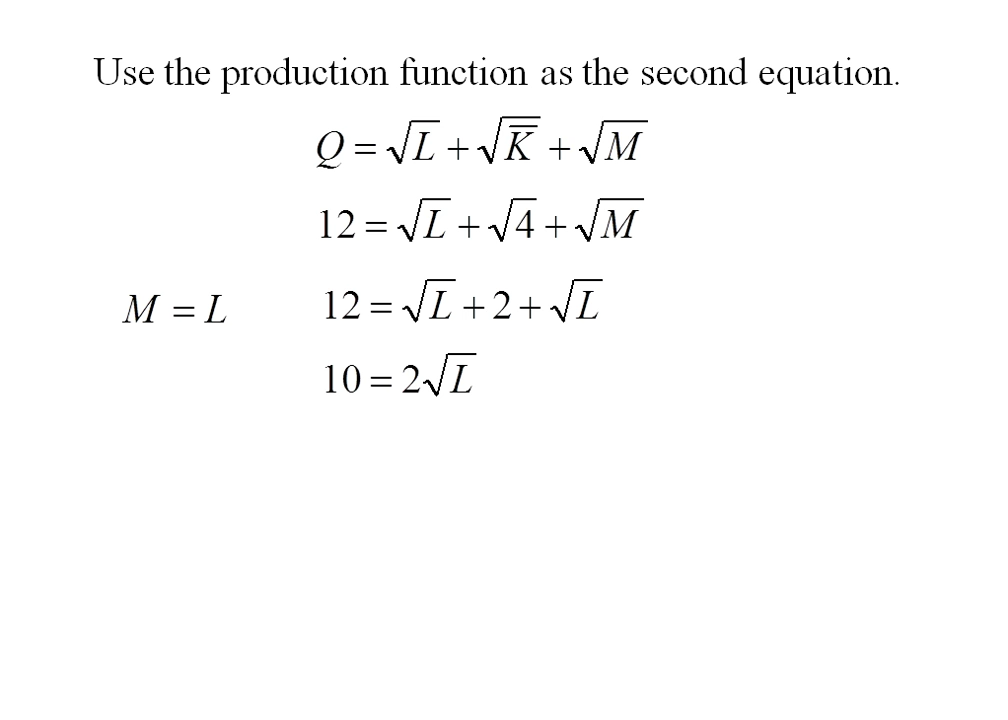 Use the production function as the second equation.
Q = √L + √K̅ + √M
12 = √L + √4 + √M
M = L 12 = √L + 2 + √L
10 = 2√L